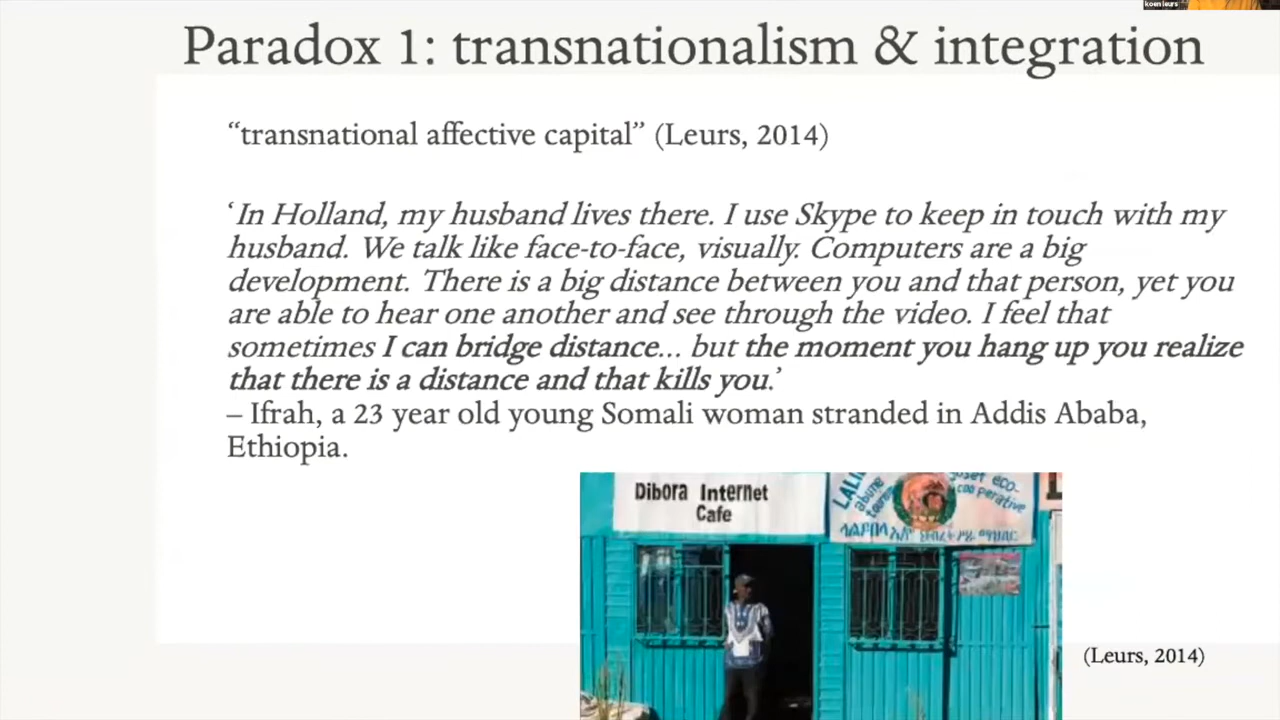 koen leurs
Paradox 1: transnationalism & integration
“transnational affective capital” (Leurs, 2014)
‘In Holland, my husband lives there. I use Skype to keep in touch with my
husband. We talk like face-to-face, visually. Computers are a big
development. There is a big distance between you and that person, yet you
are able to hear one another and see through the video. I feel that
sometimes I can bridge distance... but the moment you hang up you realize
that there is a distance and that kills you.’
– Ifrah, a 23 year old young Somali woman stranded in Addis Ababa,
Ethiopia.
Dibora Internet
Cafe
eco-
cooperative
(Leurs, 2014)